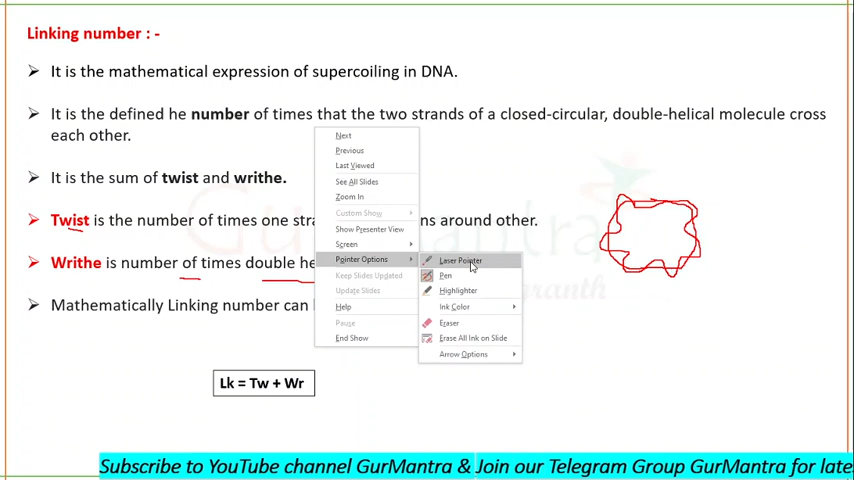 Linking number : -
➢ It is the mathematical expression of supercoiling in DNA.
➢ It is the defined he number of times that the two strands of a closed-circular, double-helical molecule cross
each other.
➢ It is the sum of twist and writhe.
➢ Twist is the number of times one stra
ns around other.
➢ Writhe is number of times double he
➢ Mathematically Linking number can
Lk = Tw + Wr
Next
Previous
Last Viewed
See All Slides
Zoom In
Custom Show
Show Presenter View
Screen
Pointer Options
Keep Slides Updated
Update Slides
Help
Pause
End Show
Laser Pointer
Pen
Highlighter
Ink Color
Eraser
Erase All Ink on Slide
Arrow Options
Subscribe to YouTube channel GurMantra & Join our Telegram Group GurMantra for late